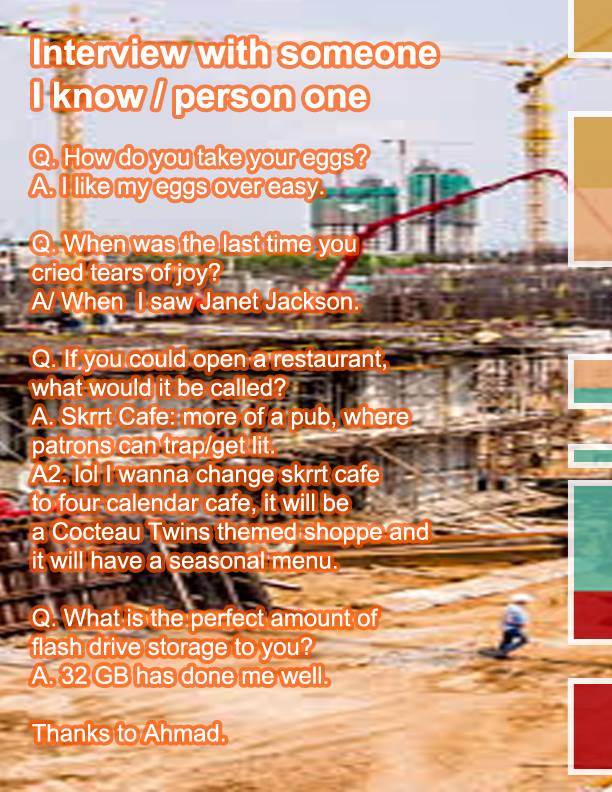 Interview with someone
I know / person one
Q. How do you take your eggs?
A. I like my eggs over easy.
Q. When was the last time you
cried tears of joy?
A/ When  I saw Janet Jackson.
Q. If you could open a restaurant,
what would it be called?
A. Skrrt Cafe: more of a pub, where
patrons can trap/get lit.
A2. lol I wanna change skrrt cafe
to four calendar cafe, it will be
a Cocteau Twins themed shoppe and
it will have a seasonal menu.
Q. What is the perfect amount of
flash drive storage to you?
A. 32 GB has done me well.
Thanks to Ahmad.